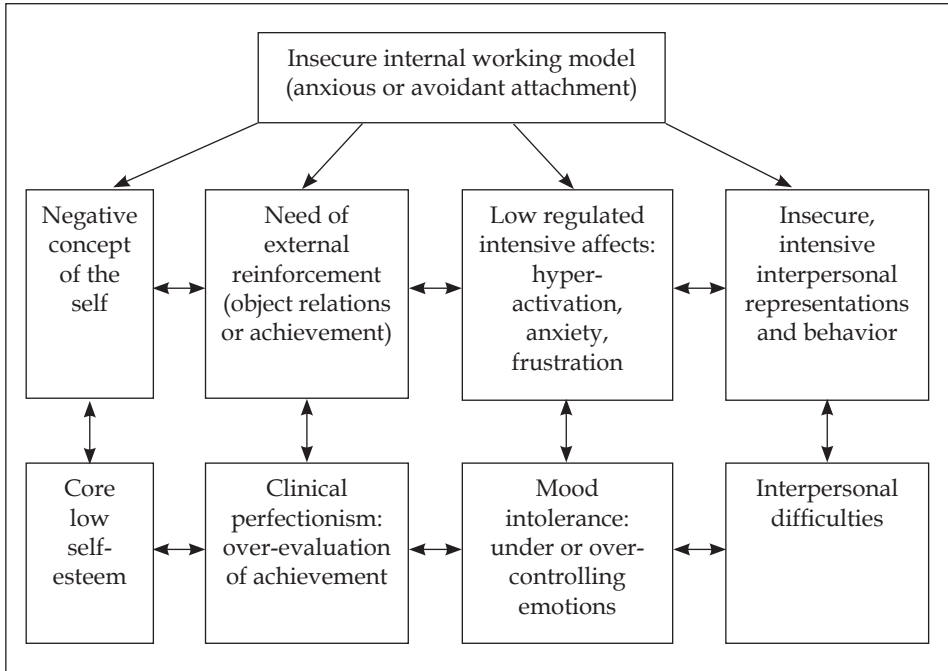 Insecure internal working model
(anxious or avoidant attachment)
Negative
concept
of the
self
Need of
external
reinforcement
(object relations
or achievement)
Low regulated
intensive affects:
hyper-
activation,
anxiety,
frustration
Insecure,
intensive
interpersonal
representations
and behavior
Core
low
self-
esteem
Clinical
perfectionism:
over-evaluation
of achievement
Mood
intolerance:
under or over-
controlling
emotions
Interpersonal
difficulties